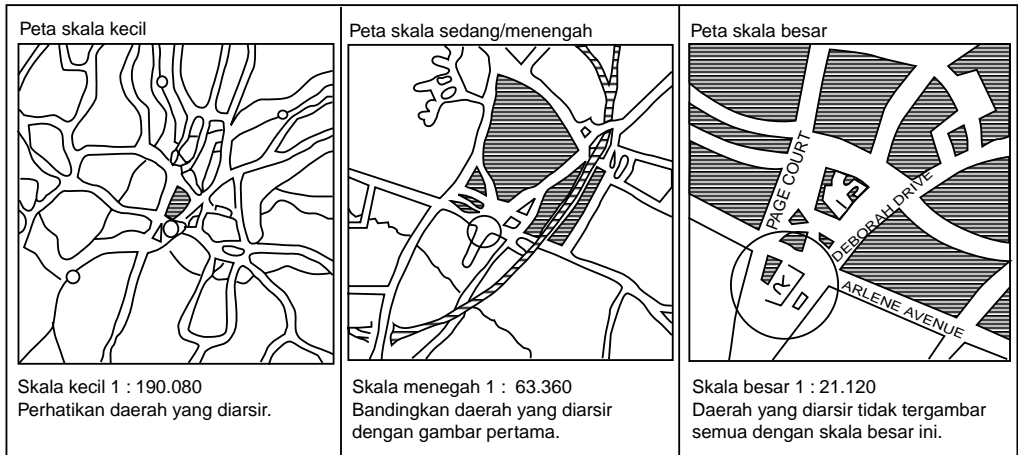 Peta skala kecil
Skala kecil 1 : 190.080
Perhatikan daerah yang diarsir.
Peta skala sedang/menengah
Skala menegah 1 : 63.360
Bandingkan daerah yang diarsir
dengan gambar pertama.
Peta skala besar
PAGE COURT
DEBORAH DRIVE
ARLENE AVENUE
Skala besar 1 : 21.120
Daerah yang diarsir tidak tergambar
semua dengan skala besar ini.